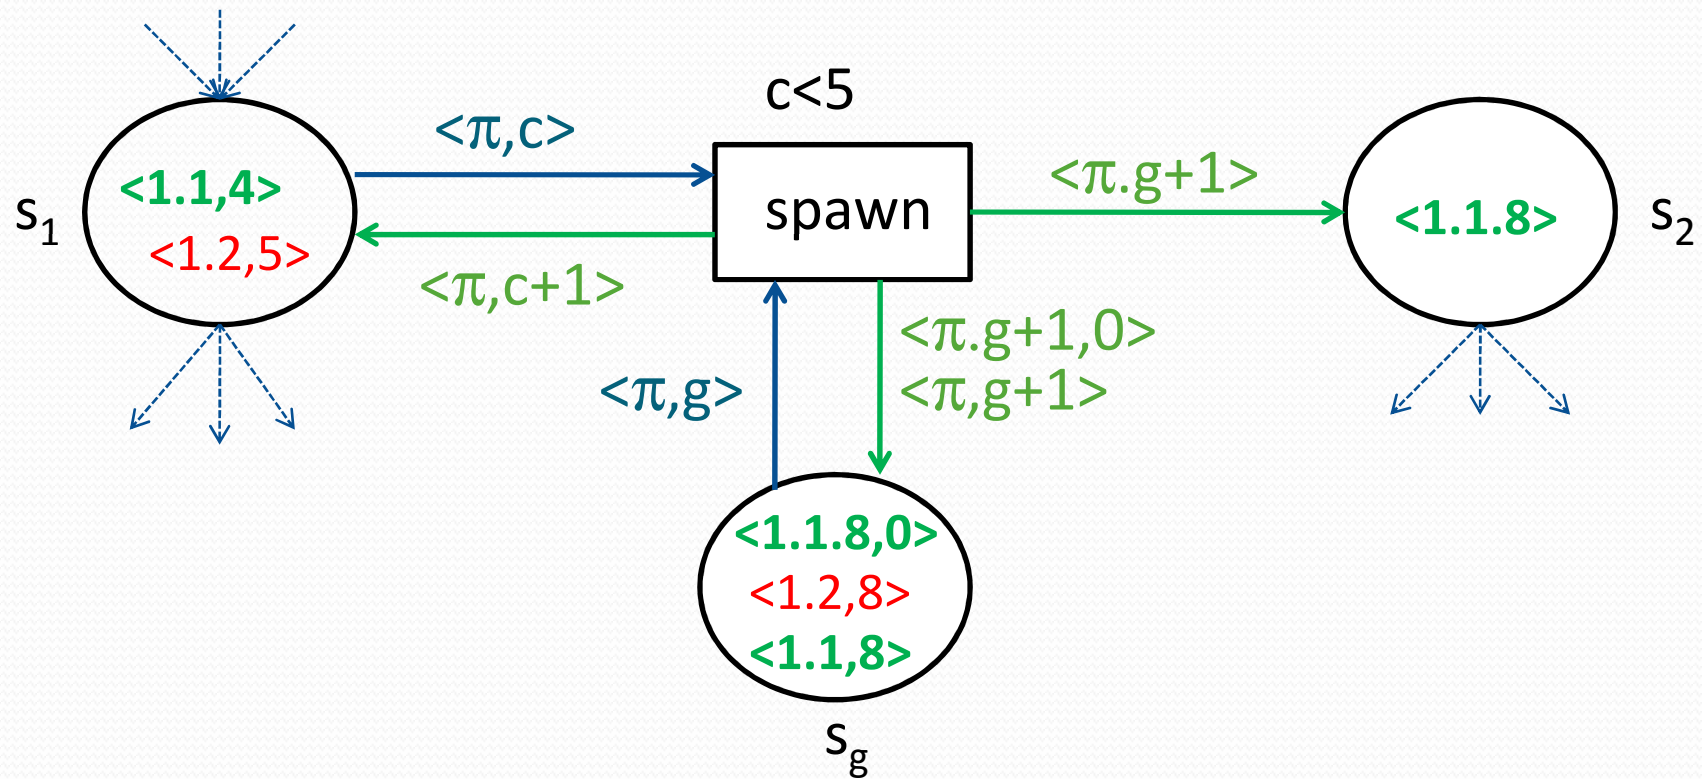 c<5
<π,c>
<π.g+1>
<1.1,4>
s1
spawn
<1.1.8>
s2
<1.2,5>
<π,c+1>
<π.g+1,0>
<π,g>
<π,g+1>
<1.1.8,0>
<1.2,8>
<1.1,8>
sg